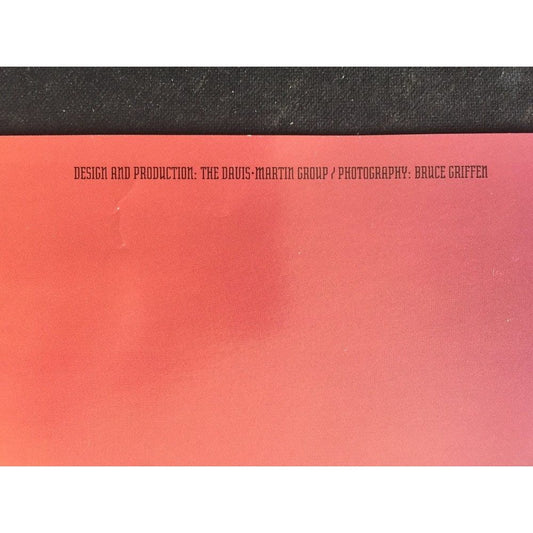 DESIGN AND PRODUCTION: THE DAVIS·MARTIN GROUP / PHOTOGRAPHY: BRUCE GRIFFEN